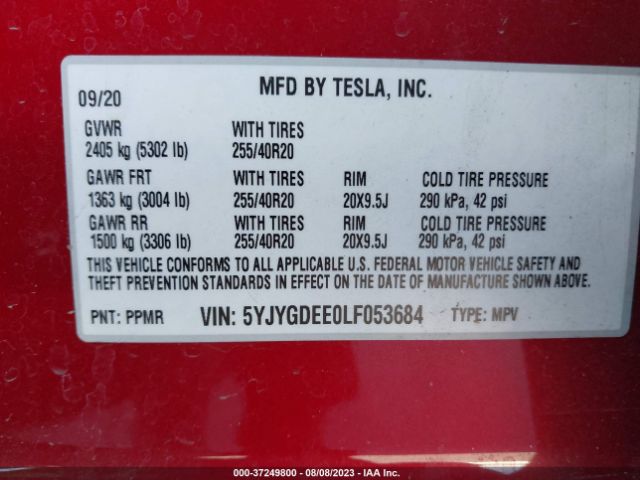 MFD BY TESLA, INC.
09/20
GVWR WITH TIRES
2405 kg (5302 lb) 255/40R20
GAWR FRT WITH TIRES RIM COLD TIRE PRESSURE
1363 kg (3004 lb) 255/40R20 20X9.5J 290 kPa, 42 psi
GAWR RR WITH TIRES RIM COLD TIRE PRESSURE
1500 kg (3306 lb) 255/40R20 20X9.5J 290 kPa, 42 psi
THIS VEHICLE CONFORMS TO ALL APPLICABLE U.S. FEDERAL MOTOR VEHICLE SAFETY AND
THEFT PREVENTION STANDARDS IN EFFECT ON THE DATE OF MANUFACTURE SHOWN ABOVE.
PNT: PPMR VIN: 5YJYGDEE0LF053684 TYPE: MPV
000-37249800 - 08/08/2023 - IAA Inc.